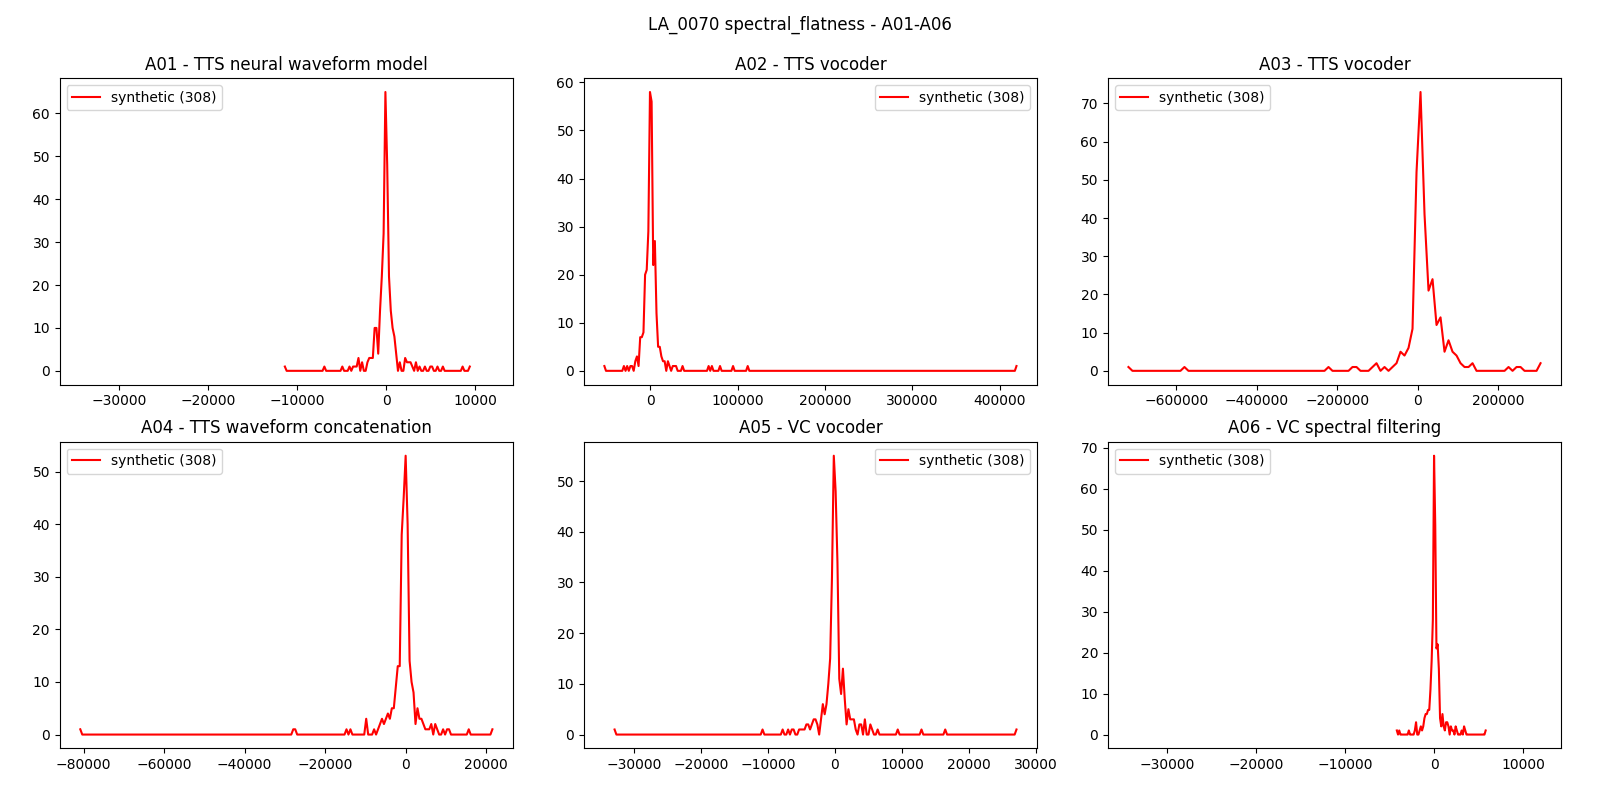 LA_0070 spectral_flatness - A01-A06
A01 - TTS neural waveform model
synthetic (308)
60
50
40
30
20
10
0
−30000 −20000 −10000 0 10000
A02 - TTS vocoder
synthetic (308)
60
50
40
30
20
10
0
0 100000 200000 300000 400000
A03 - TTS vocoder
synthetic (308)
70
60
50
40
30
20
10
0
−600000 −400000 −200000 0 200000
A04 - TTS waveform concatenation
synthetic (308)
50
40
30
20
10
0
−80000 −60000 −40000 −20000 0 20000
A05 - VC vocoder
synthetic (308)
50
40
30
20
10
0
−30000 −20000 −10000 0 10000 20000 30000
A06 - VC spectral filtering
synthetic (308)
70
60
50
40
30
20
10
0
−30000 −20000 −10000 0 10000